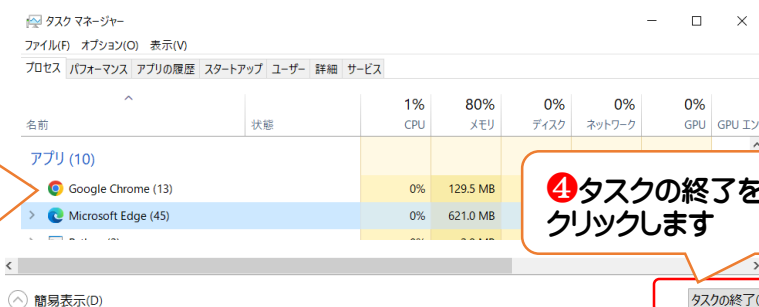 タスク マネージャー
ファイル(F) オプション(O) 表示(V)
プロセス パフォーマンス アプリの履歴 スタートアップ ユーザー 詳細 サービス
1% 80% 0% 0% 0%
名前 状態 CPU メモリ ディスク ネットワーク GPU GPU エン
アプリ (10)
Google Chrome (13) 0% 129.5 MB
Microsoft Edge (45) 0% 621.0 MB
❹タスクの終了を
クリックします
簡易表示(D) タスクの終了(